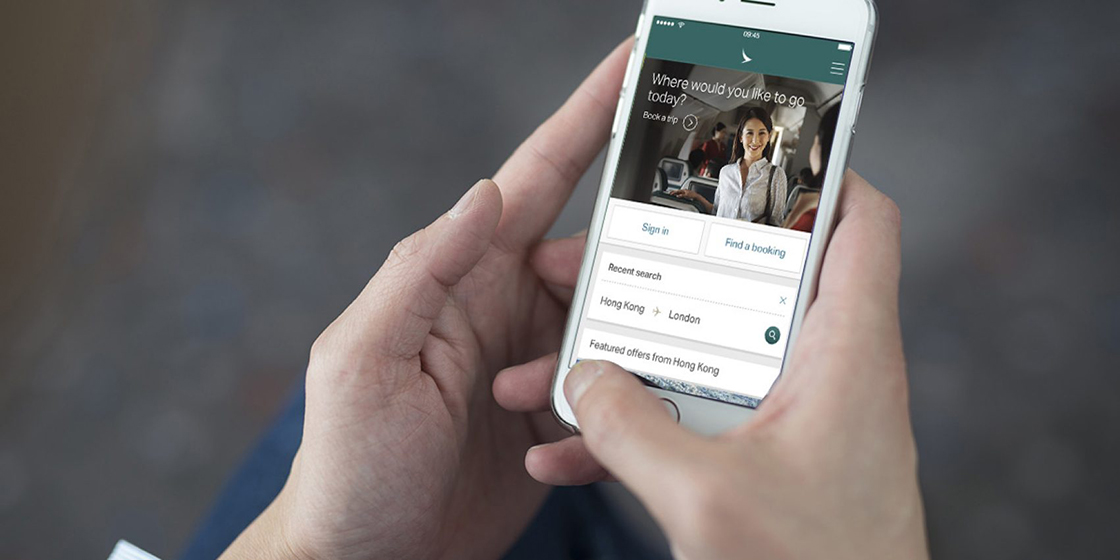 09:45
Where would you like to go
today?
Book a trip
Sign in
Find a booking
Recent search
Hong Kong
London
Featured offers from Hong Kong